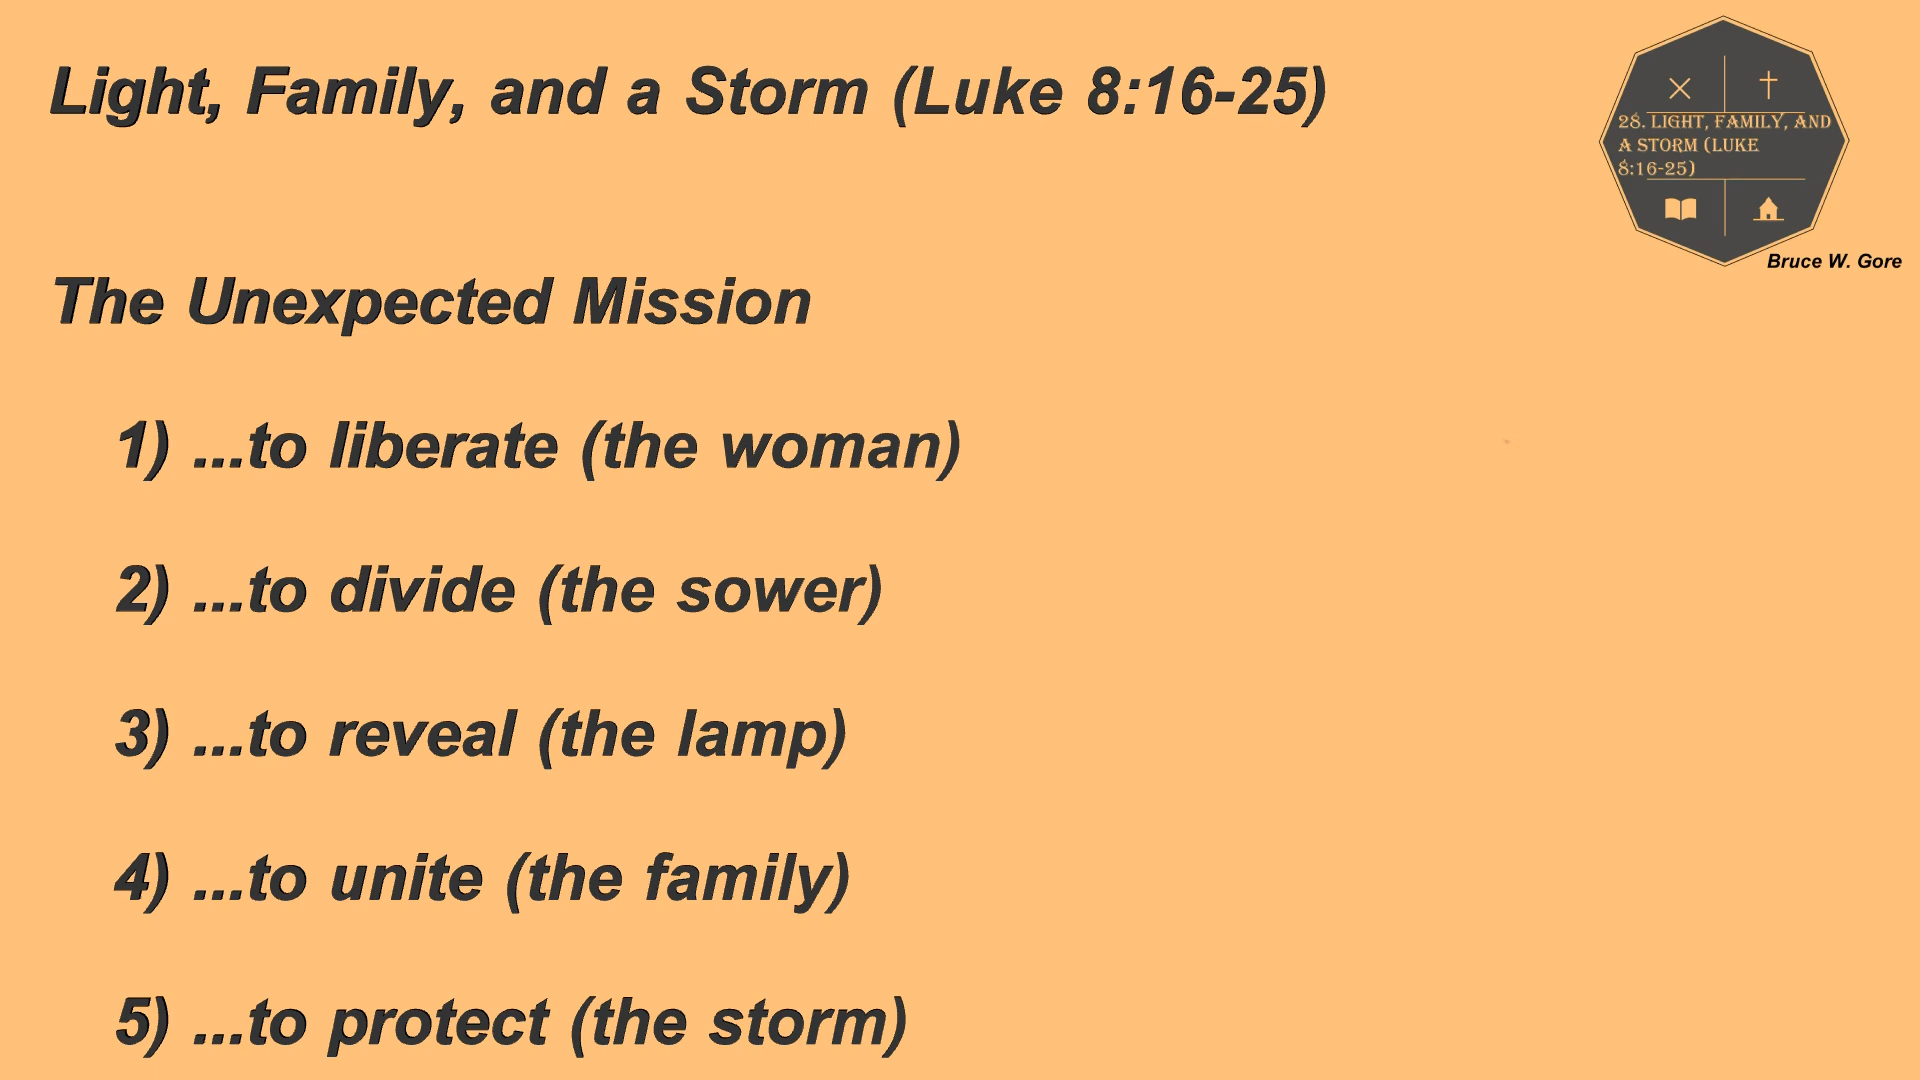 Light, Family, and a Storm (Luke 8:16-25)
28. Light, Family, and
a Storm (Luke
8:16-25)
Bruce W. Gore
The Unexpected Mission
1) ...to liberate (the woman)
2) ...to divide (the sower)
3) ...to reveal (the lamp)
4) ...to unite (the family)
5) ...to protect (the storm)